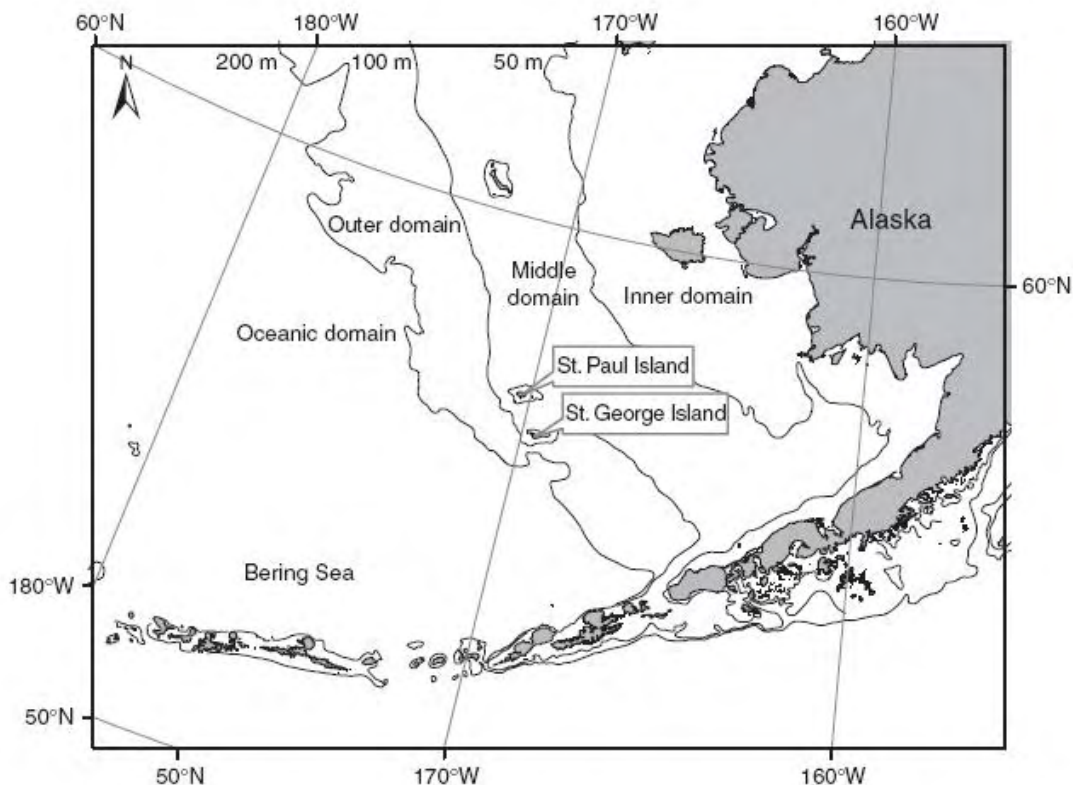 60°N
180°W
170°W
160°W
N
200 m
100 m
50 m
Alaska
Outer domain
Middle
domain
Inner domain
60°N
Oceanic domain
St. Paul Island
St. George Island
Bering Sea
180°W
50°N
50°N
170°W
160°W